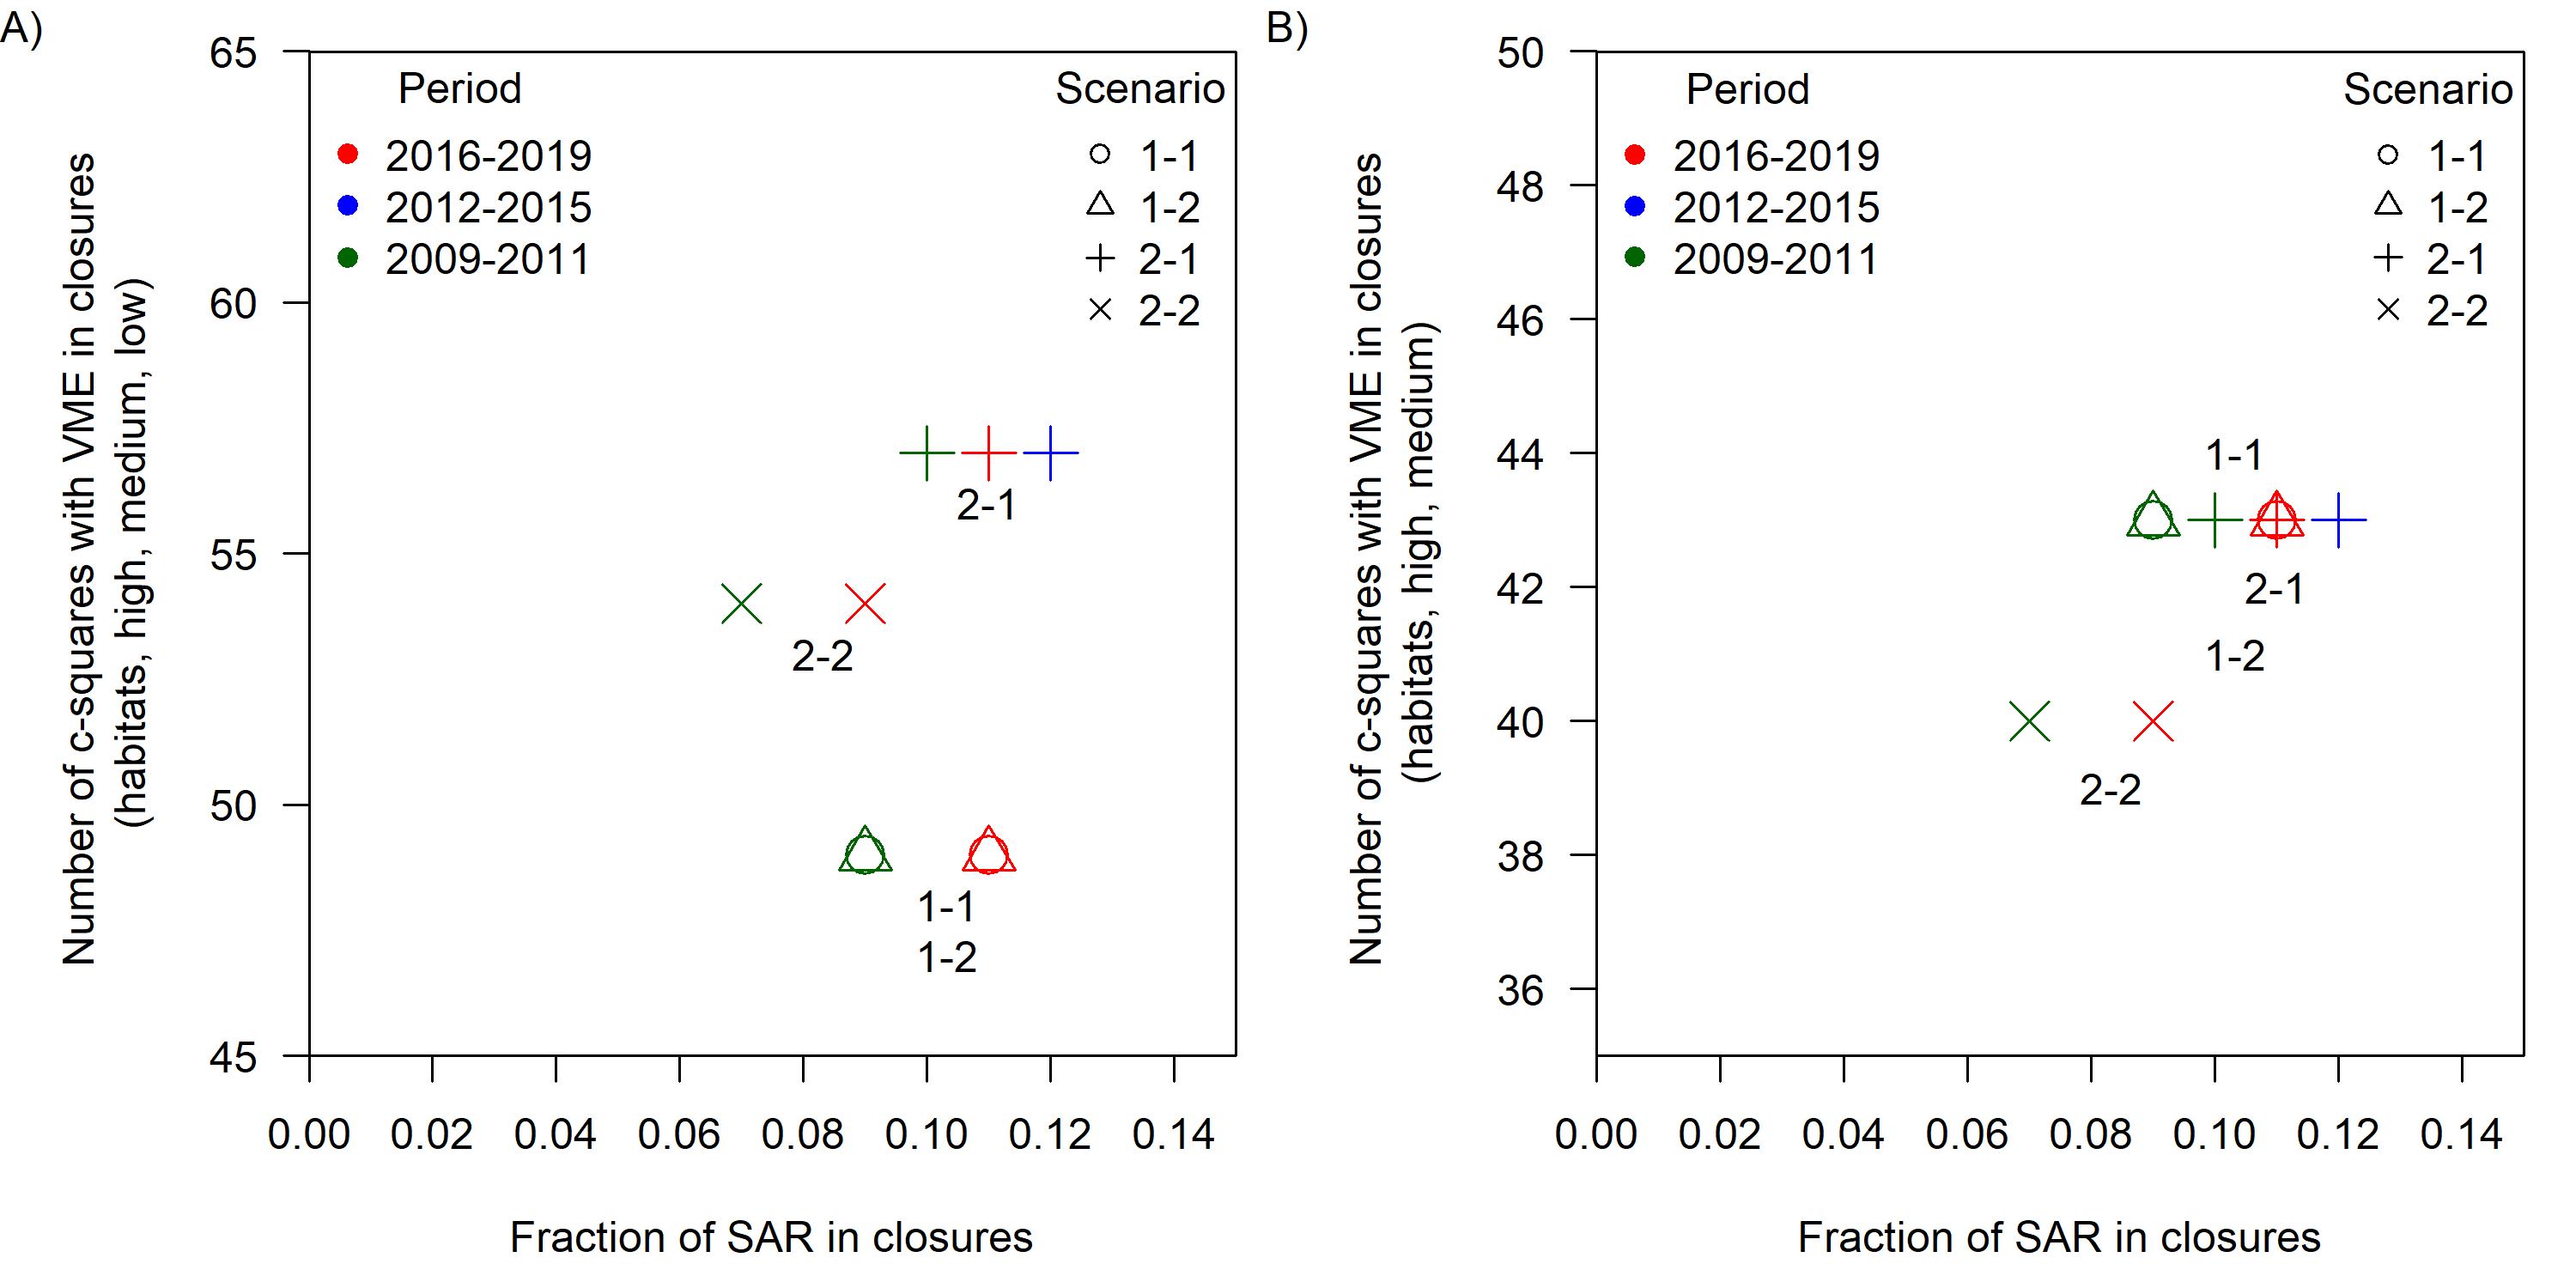 A)
Number of c-squares with VME in closures
(habitats, high, medium, low)
65
60
55
50
45
Period
2016-2019
2012-2015
2009-2011
Scenario
1-1
1-2
2-1
2-2
2-1
2-2
1-1
1-2
0.00 0.02 0.04 0.06 0.08 0.10 0.12 0.14
Fraction of SAR in closures
B)
Number of c-squares with VME in closures
(habitats, high, medium)
50
48
46
44
42
40
38
36
Period
2016-2019
2012-2015
2009-2011
Scenario
1-1
1-2
2-1
2-2
1-1
2-1
1-2
2-2
0.00 0.02 0.04 0.06 0.08 0.10 0.12 0.14
Fraction of SAR in closures